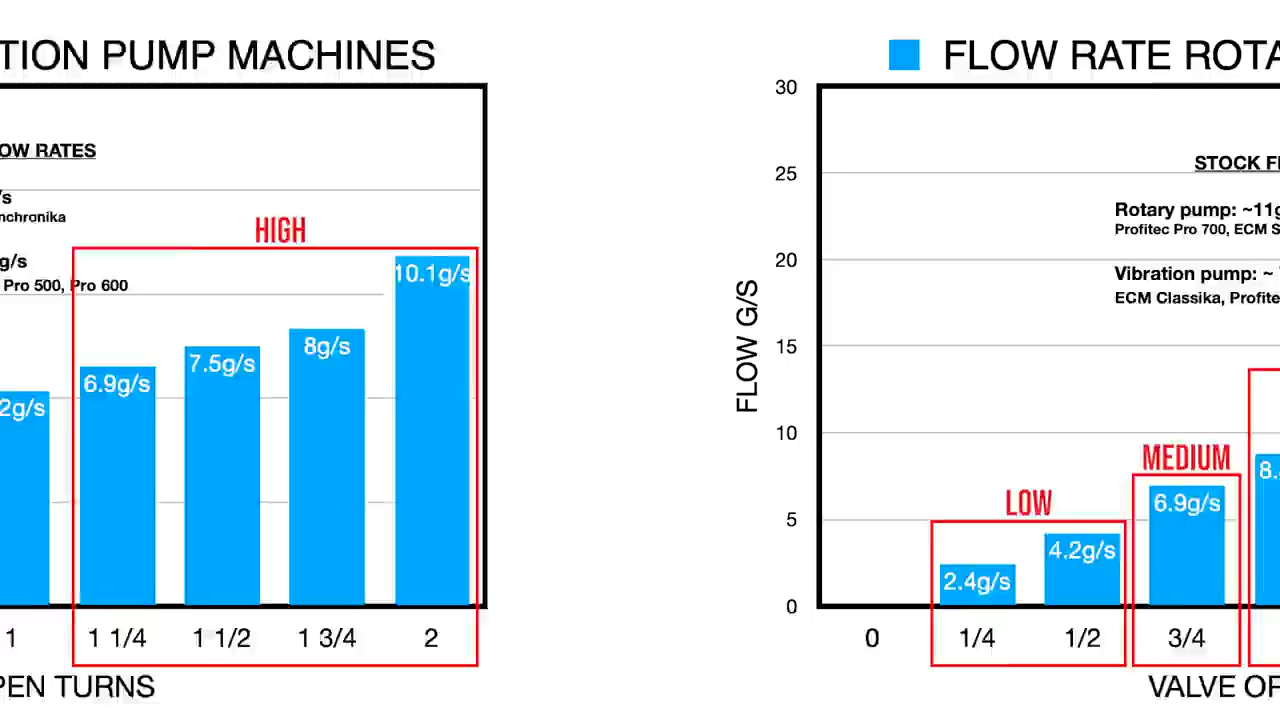 TION PUMP MACHINES
OW RATES
/s
nchronika
g/s
Pro 500, Pro 600
HIGH
10.1g/s
8g/s
7.5g/s
6.9g/s
2g/s
1 1 1/4 1 1/2 1 3/4 2
PEN TURNS
FLOW RATE ROTA
30
25
20
15
10
5
0
FLOW G/S
STOCK F
Rotary pump: ~11g
Profitec Pro 700, ECM S
Vibration pump: ~
ECM Classika, Profite
MEDIUM
LOW
8.
6.9g/s
4.2g/s
2.4g/s
0 1/4 1/2 3/4
VALVE OP